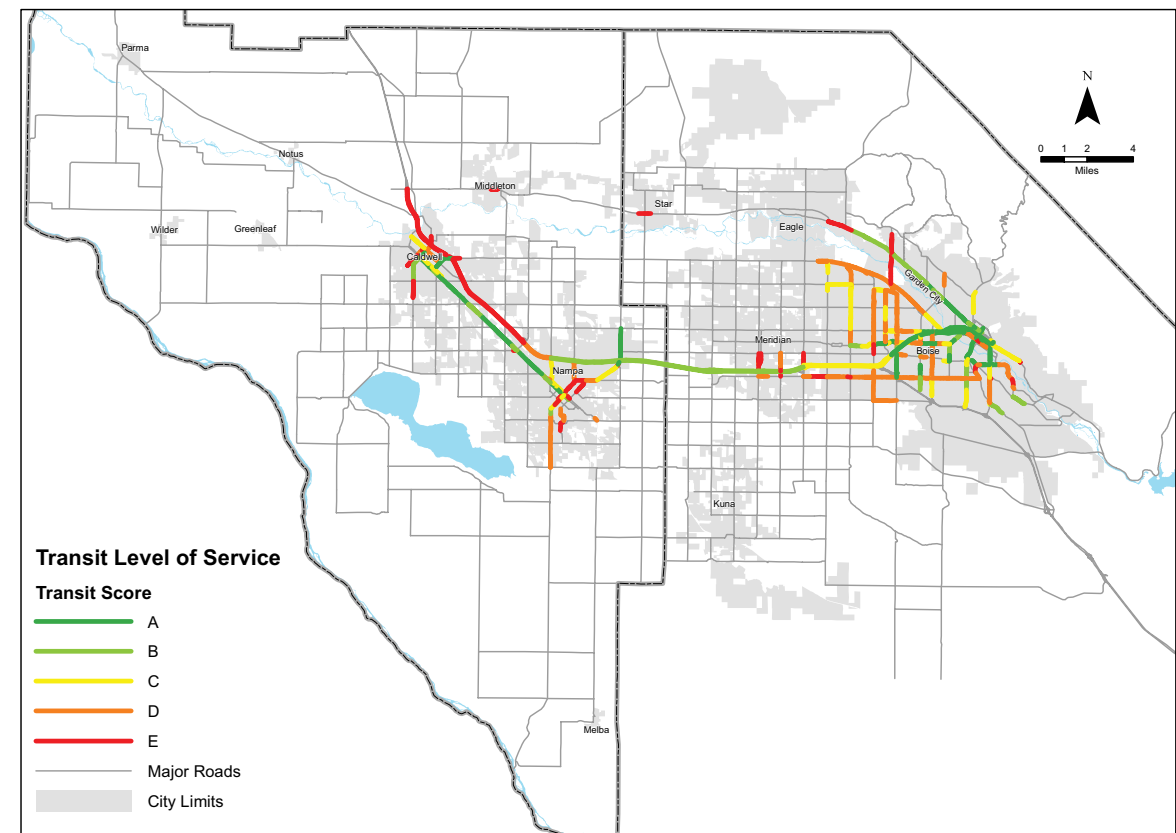 Parma
N
0 1 2 4
Miles
Notus
Middleton
Star
Wilder
Greenleaf
Eagle
Caldwell
Garden City
Meridian
Boise
Nampa
Kuna
Melba
Transit Level of Service
Transit Score
A
B
C
D
E
Major Roads
City Limits